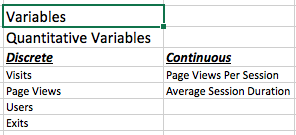 Variables
Quantitative Variables
Discrete Continuous
Visits Page Views Per Session
Page Views Average Session Duration
Users
Exits